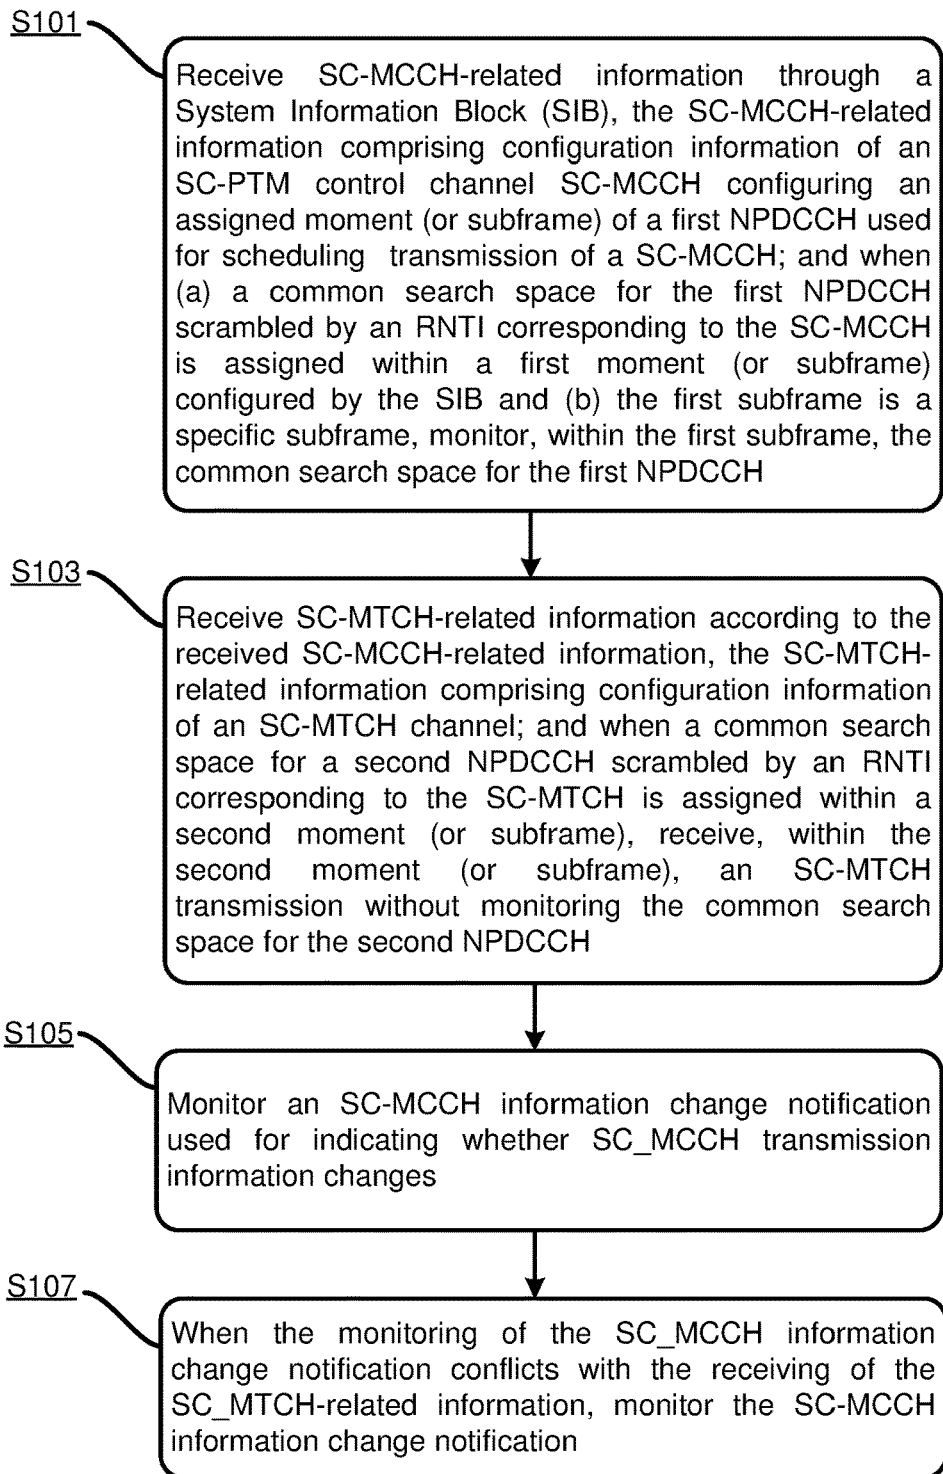 S101
Receive SC-MCCH-related information through a
System Information Block (SIB), the SC-MCCH-related
information comprising configuration information of an
SC-PTM control channel SC-MCCH configuring an
assigned moment (or subframe) of a first NPDCCH used
for scheduling transmission of a SC-MCCH; and when
(a) a common search space for the first NPDCCH
scrambled by an RNTI corresponding to the SC-MCCH
is assigned within a first moment (or subframe)
configured by the SIB and (b) the first subframe is a
specific subframe, monitor, within the first subframe, the
common search space for the first NPDCCH
S103
Receive SC-MTCH-related information according to the
received SC-MCCH-related information, the SC-MTCH-
related information comprising configuration information
of an SC-MTCH channel; and when a common search
space for a second NPDCCH scrambled by an RNTI
corresponding to the SC-MTCH is assigned within a
second moment (or subframe), receive, within the
second moment (or subframe), an SC-MTCH
transmission without monitoring the common search
space for the second NPDCCH
S105
Monitor an SC-MCCH information change notification
used for indicating whether SC_MCCH transmission
information changes
S107
When the monitoring of the SC_MCCH information
change notification conflicts with the receiving of the
SC_MTCH-related information, monitor the SC-MCCH
information change notification